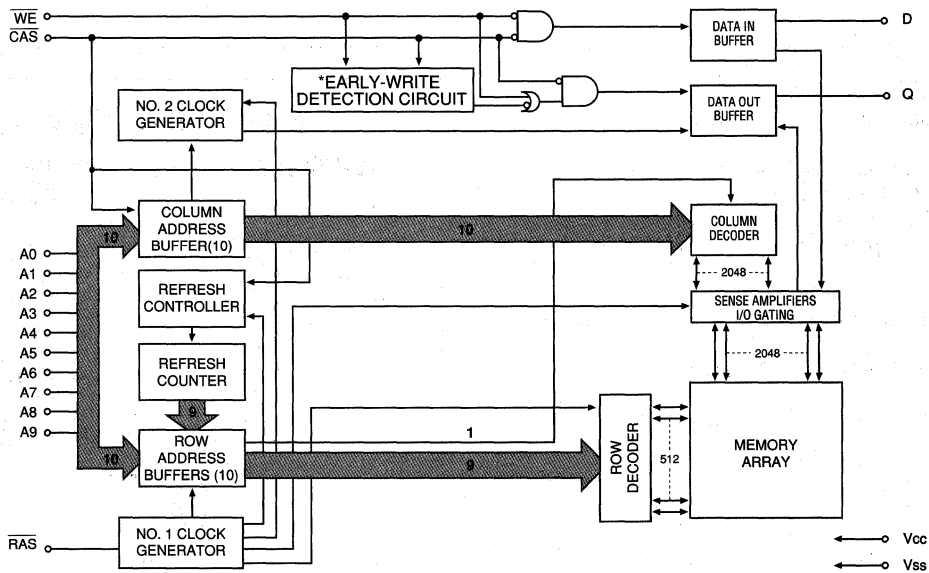 WE
CAS
*EARLY-WRITE
DETECTION CIRCUIT
DATA IN
BUFFER
D
NO. 2 CLOCK
GENERATOR
DATA OUT
BUFFER
Q
COLUMN
ADDRESS
BUFFER(10)
10
10
COLUMN
DECODER
A0
A1
A2
A3
A4
A5
A6
A7
A8
A9
REFRESH
CONTROLLER
2048
SENSE AMPLIFIERS
I/O GATING
REFRESH
COUNTER
2048
9
ROW
ADDRESS
BUFFERS (10)
10
1
9
ROW
DECODER
512
MEMORY
ARRAY
RAS
NO. 1 CLOCK
GENERATOR
Vcc
Vss